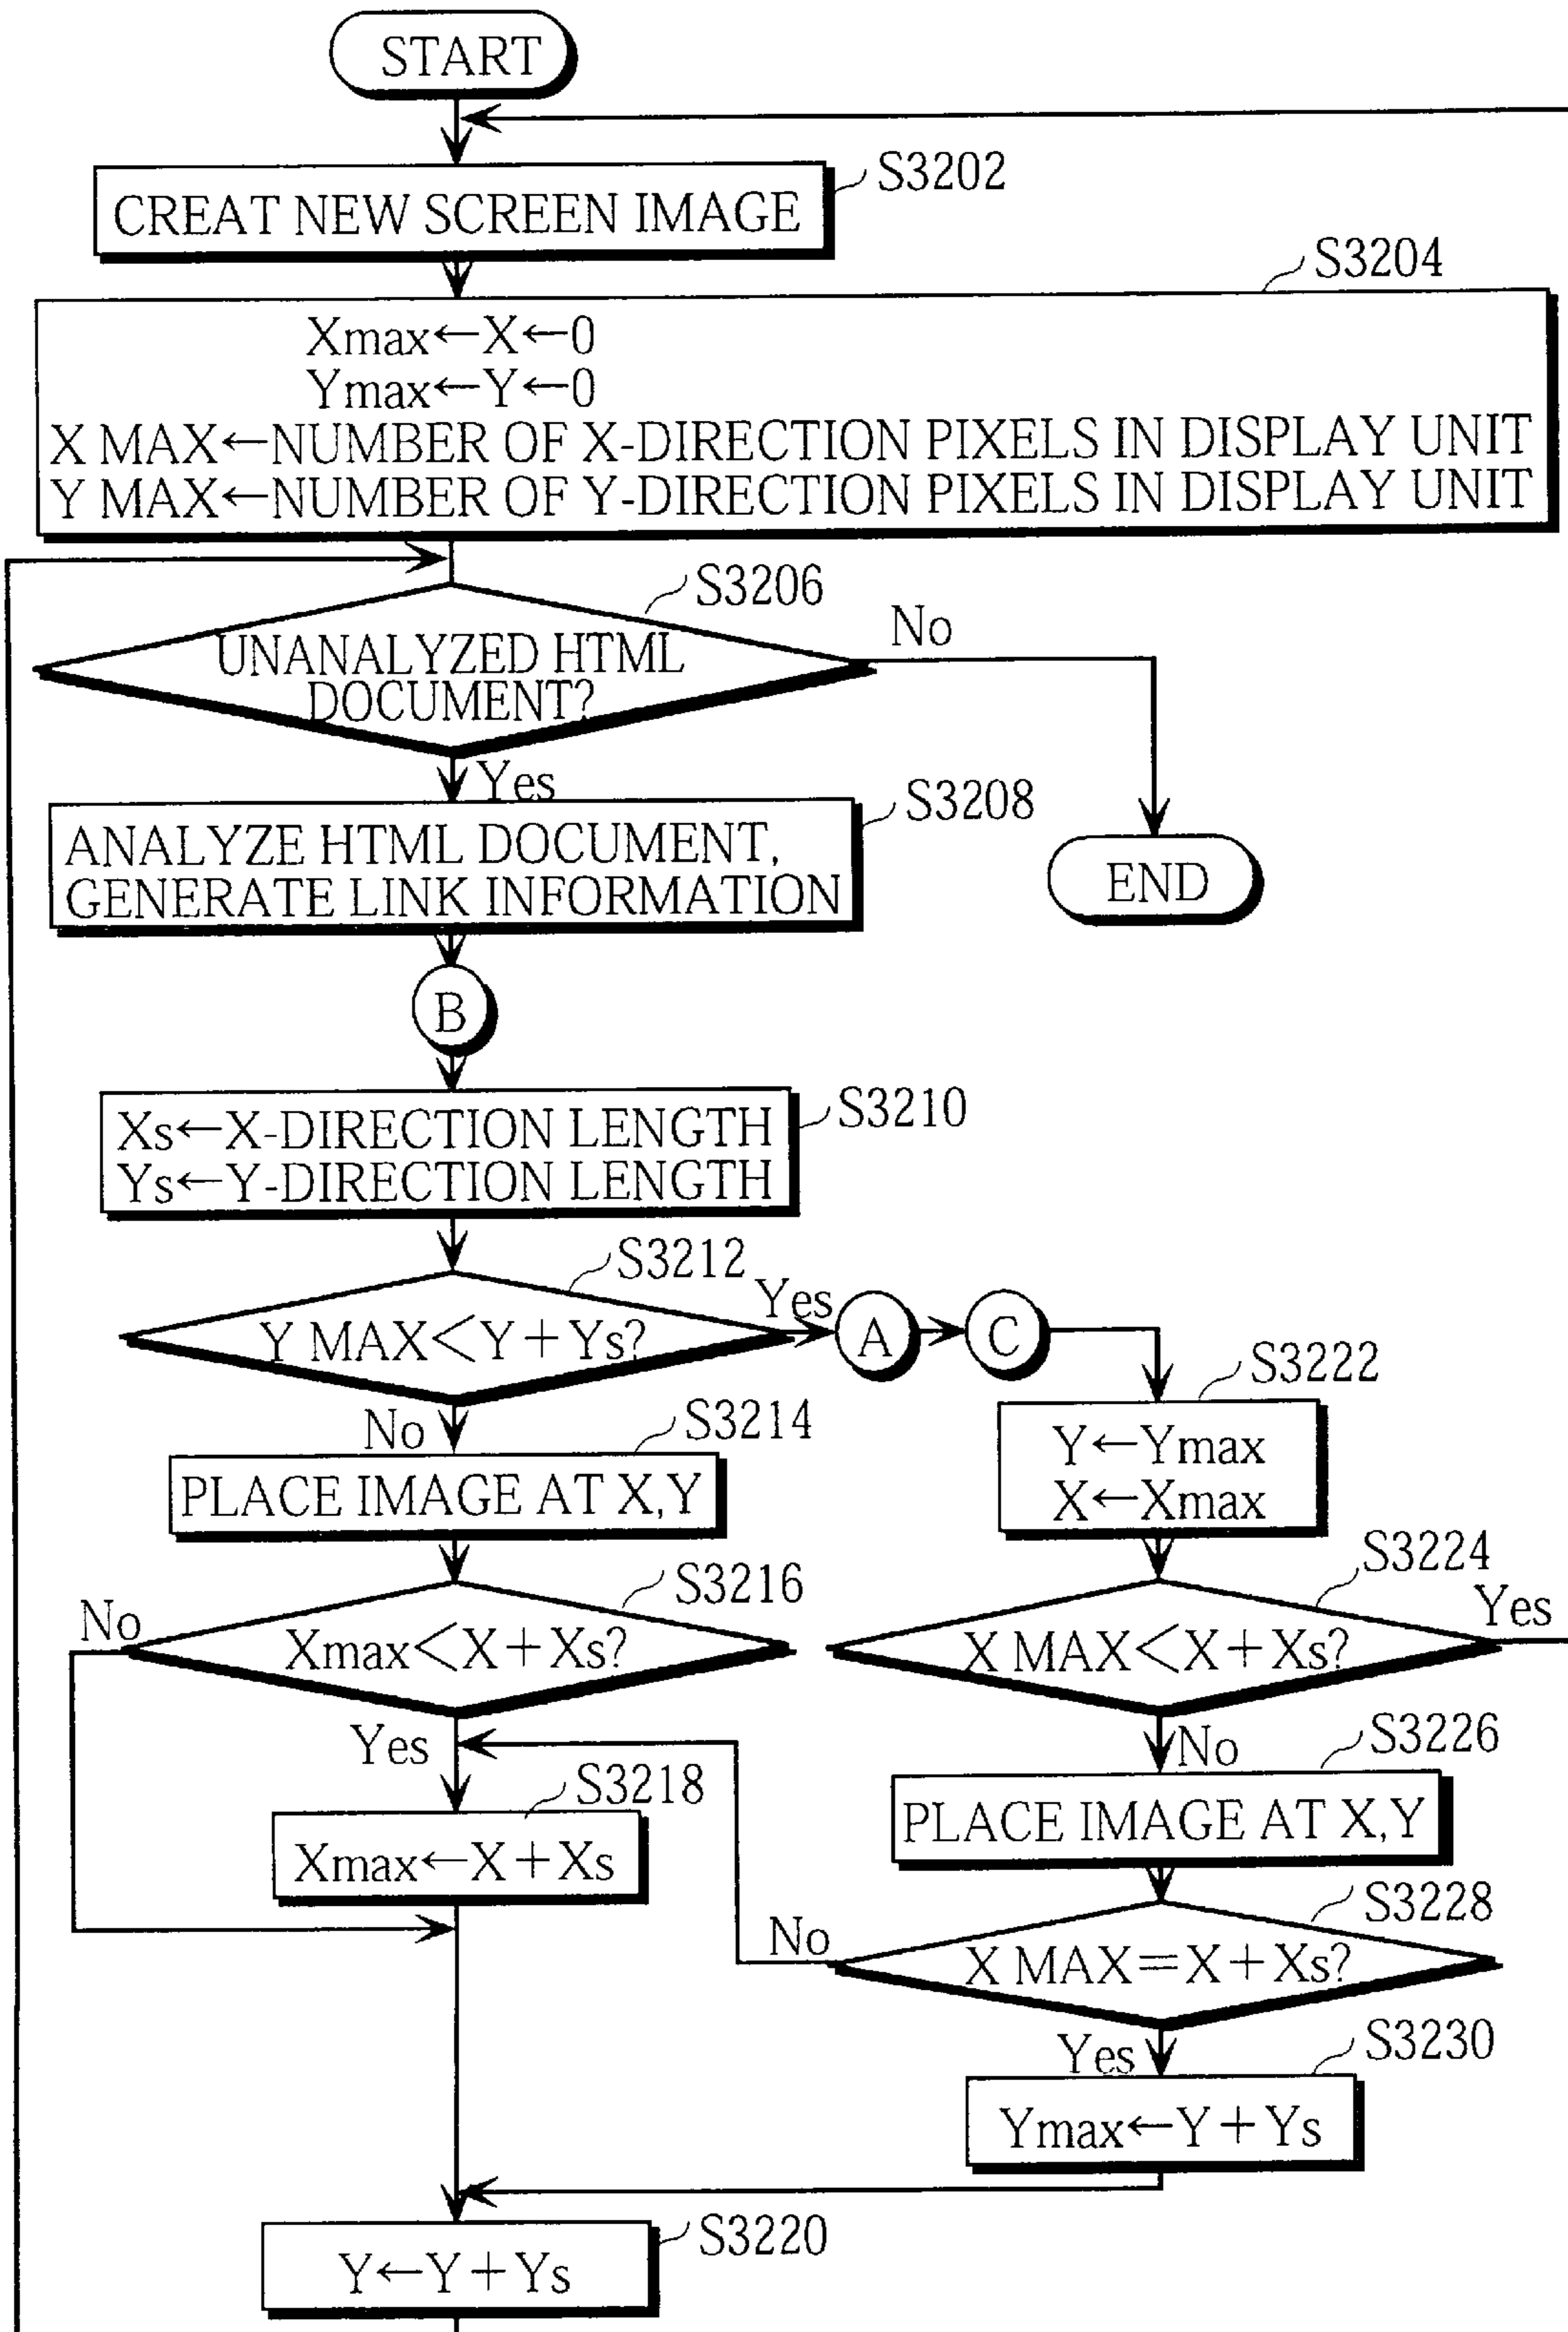 START
CREAT NEW SCREEN IMAGE
S3202
S3204
Xmax←X←0
Ymax←Y←0
X MAX←NUMBER OF X-DIRECTION PIXELS IN DISPLAY UNIT
Y MAX←NUMBER OF Y-DIRECTION PIXELS IN DISPLAY UNIT
S3206
UNANALYZED HTML
DOCUMENT?
No
Yes
S3208
ANALYZE HTML DOCUMENT,
GENERATE LINK INFORMATION
END
B
S3210
Xs←X-DIRECTION LENGTH
Ys←Y-DIRECTION LENGTH
S3212
Y MAX<Y+Ys?
Yes
A
C
No
S3214
PLACE IMAGE AT X,Y
S3222
Y←Ymax
X←Xmax
S3216
No
Xmax<X+Xs?
S3224
Yes
X MAX<X+Xs?
Yes
No
S3218
Xmax←X+Xs
S3226
PLACE IMAGE AT X,Y
S3228
No
X MAX=X+Xs?
Yes
S3230
Ymax←Y+Ys
S3220
Y←Y+Ys